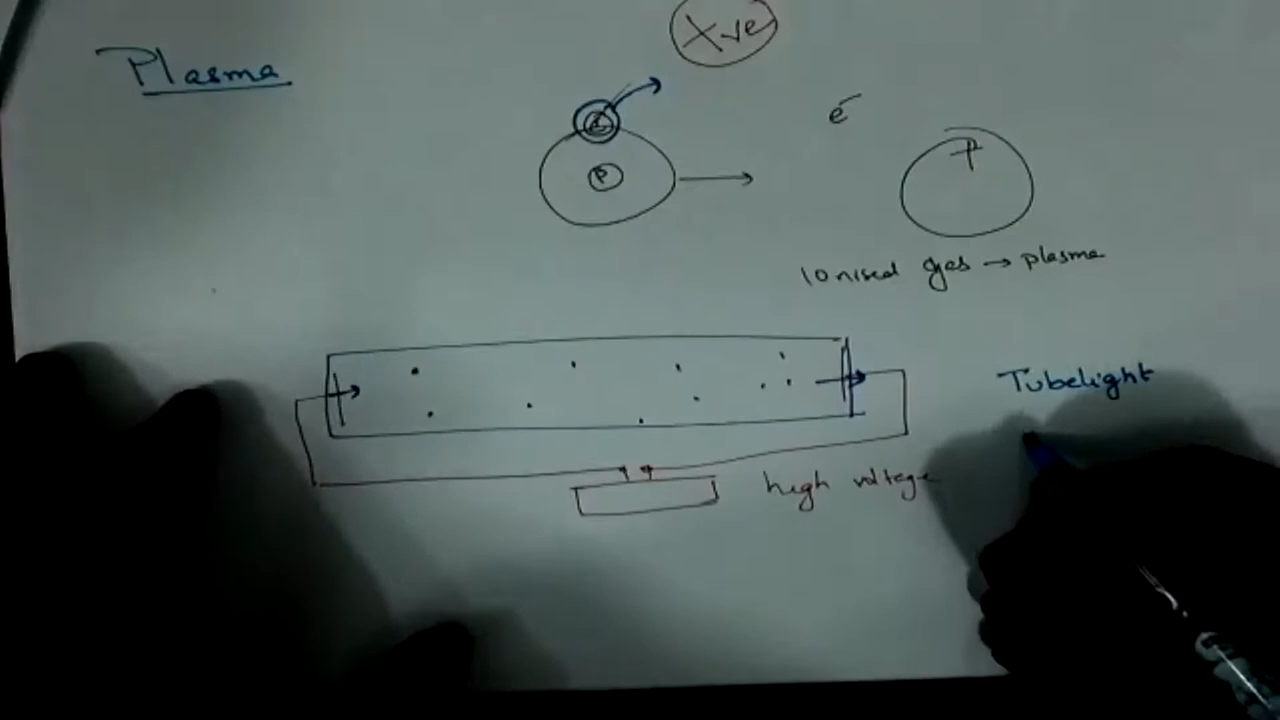 Plasma
X ve
e⁻
P
P
Ionised gas → plasma
Tubelight
high voltage